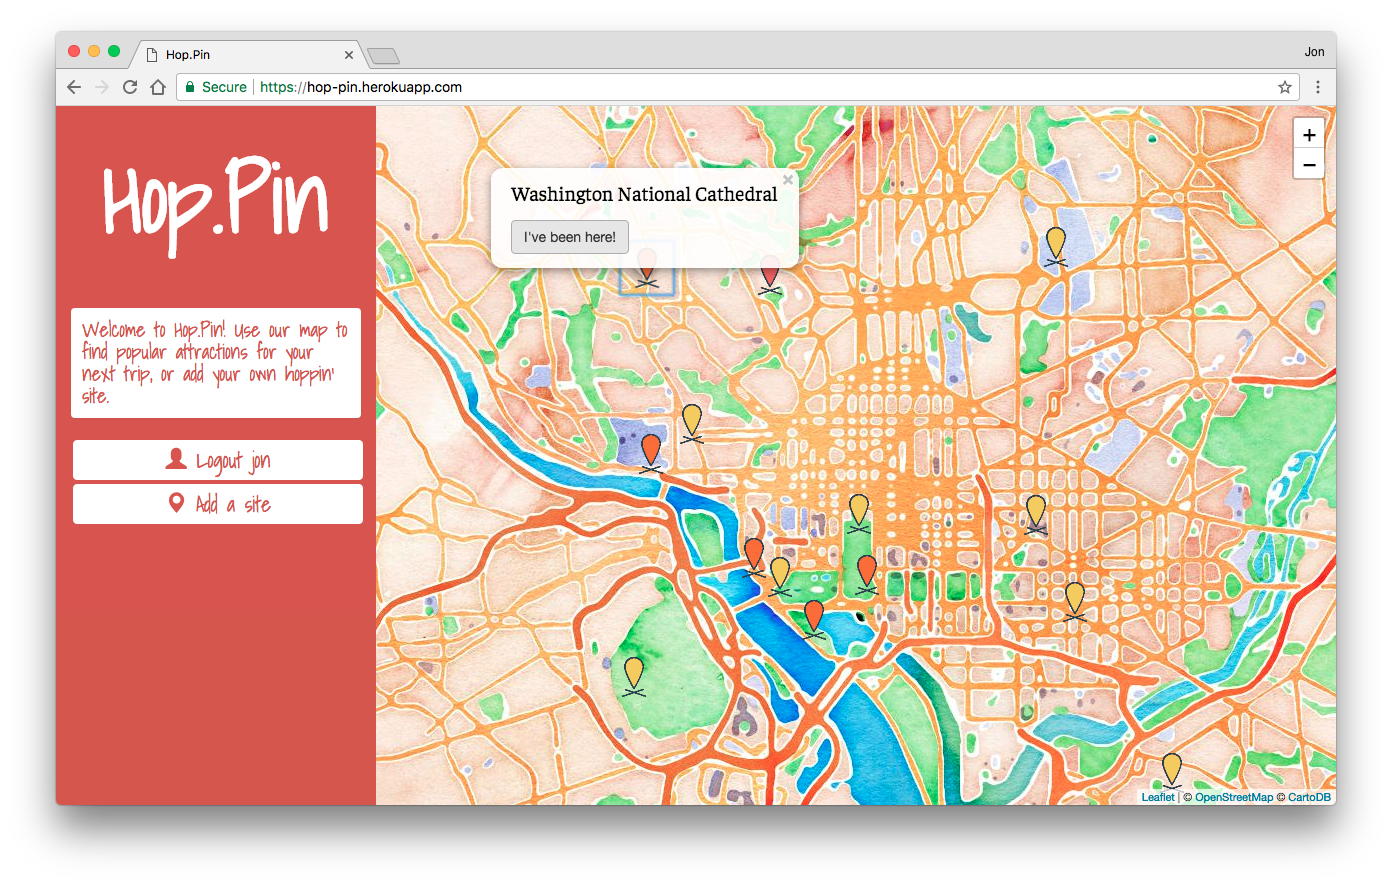 Hop.Pin
Jon
Secure
https://hop-pin.herokuapp.com
Hop.Pin
Welcome to Hop.Pin! Use our map to
find popular attractions for your
next trip, or add your own hoppin'
site.
Logout jon
Add a site
Washington National Cathedral
I've been here!
+
−
Leaflet | © OpenStreetMap © CartoDB